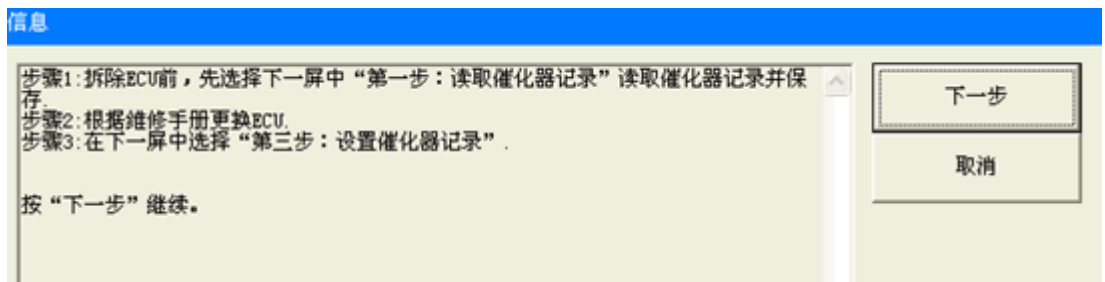 信息
步骤1:拆除ECU前，先选择下一屏中“第一步：读取催化器记录”读取催化器记录并保
存.
步骤2:根据维修手册更换ECU.
步骤3:在下一屏中选择“第三步：设置催化器记录”.
按“下一步”继续。
下一步
取消